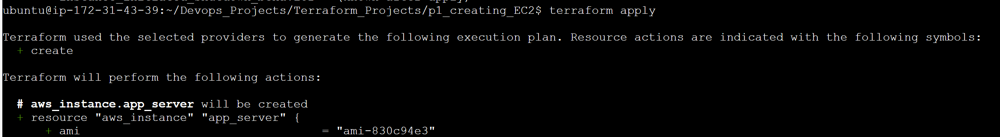 ubuntu@ip-172-31-43-39:~/Devops_Projects/Terraform_Projects/p1_creating_EC2$ terraform apply
Terraform used the selected providers to generate the following execution plan. Resource actions are indicated with the following symbols:
+ create
Terraform will perform the following actions:
# aws_instance.app_server will be created
+ resource "aws_instance" "app_server" {
+ ami = "ami-830c94e3"